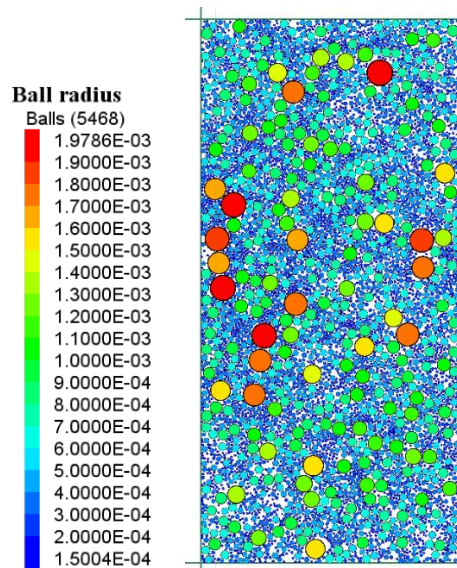 Ball radius
Balls (5468)
1.9786E-03
1.9000E-03
1.8000E-03
1.7000E-03
1.6000E-03
1.5000E-03
1.4000E-03
1.3000E-03
1.2000E-03
1.1000E-03
1.0000E-03
9.0000E-04
8.0000E-04
7.0000E-04
6.0000E-04
5.0000E-04
4.0000E-04
3.0000E-04
2.0000E-04
1.5004E-04